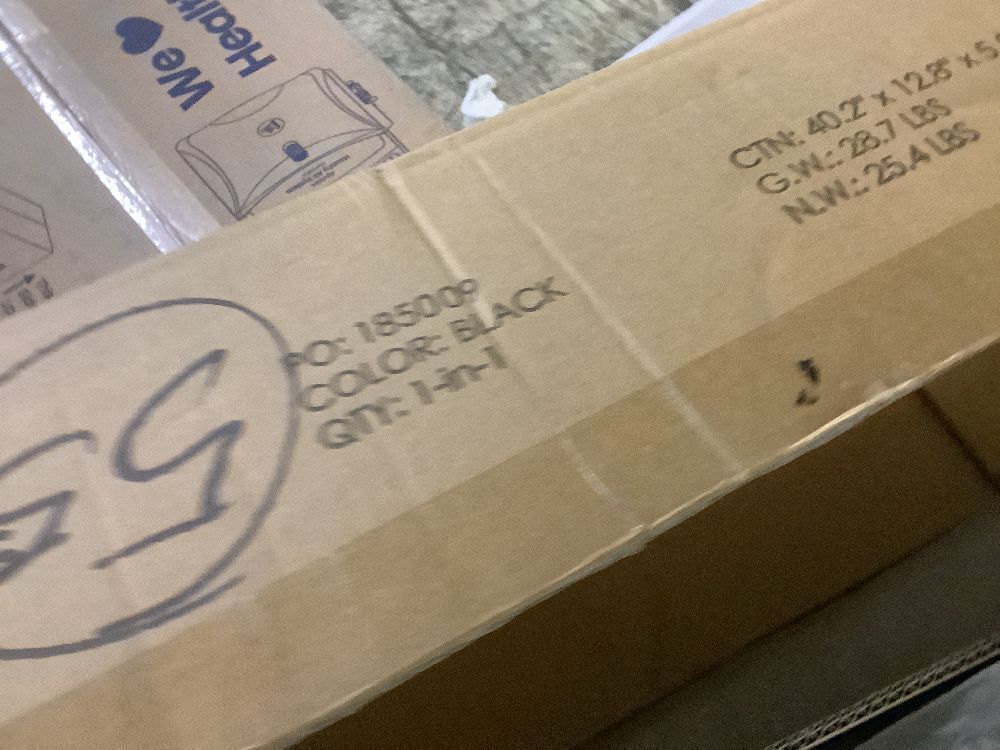 We
Health
CTN: 40.2" x 12.8" x 5.
G.W.: 28.7 LBS
N.W.: 25.4 LBS
PO: 185009
COLOR: BLACK
QTY: 1-in-1